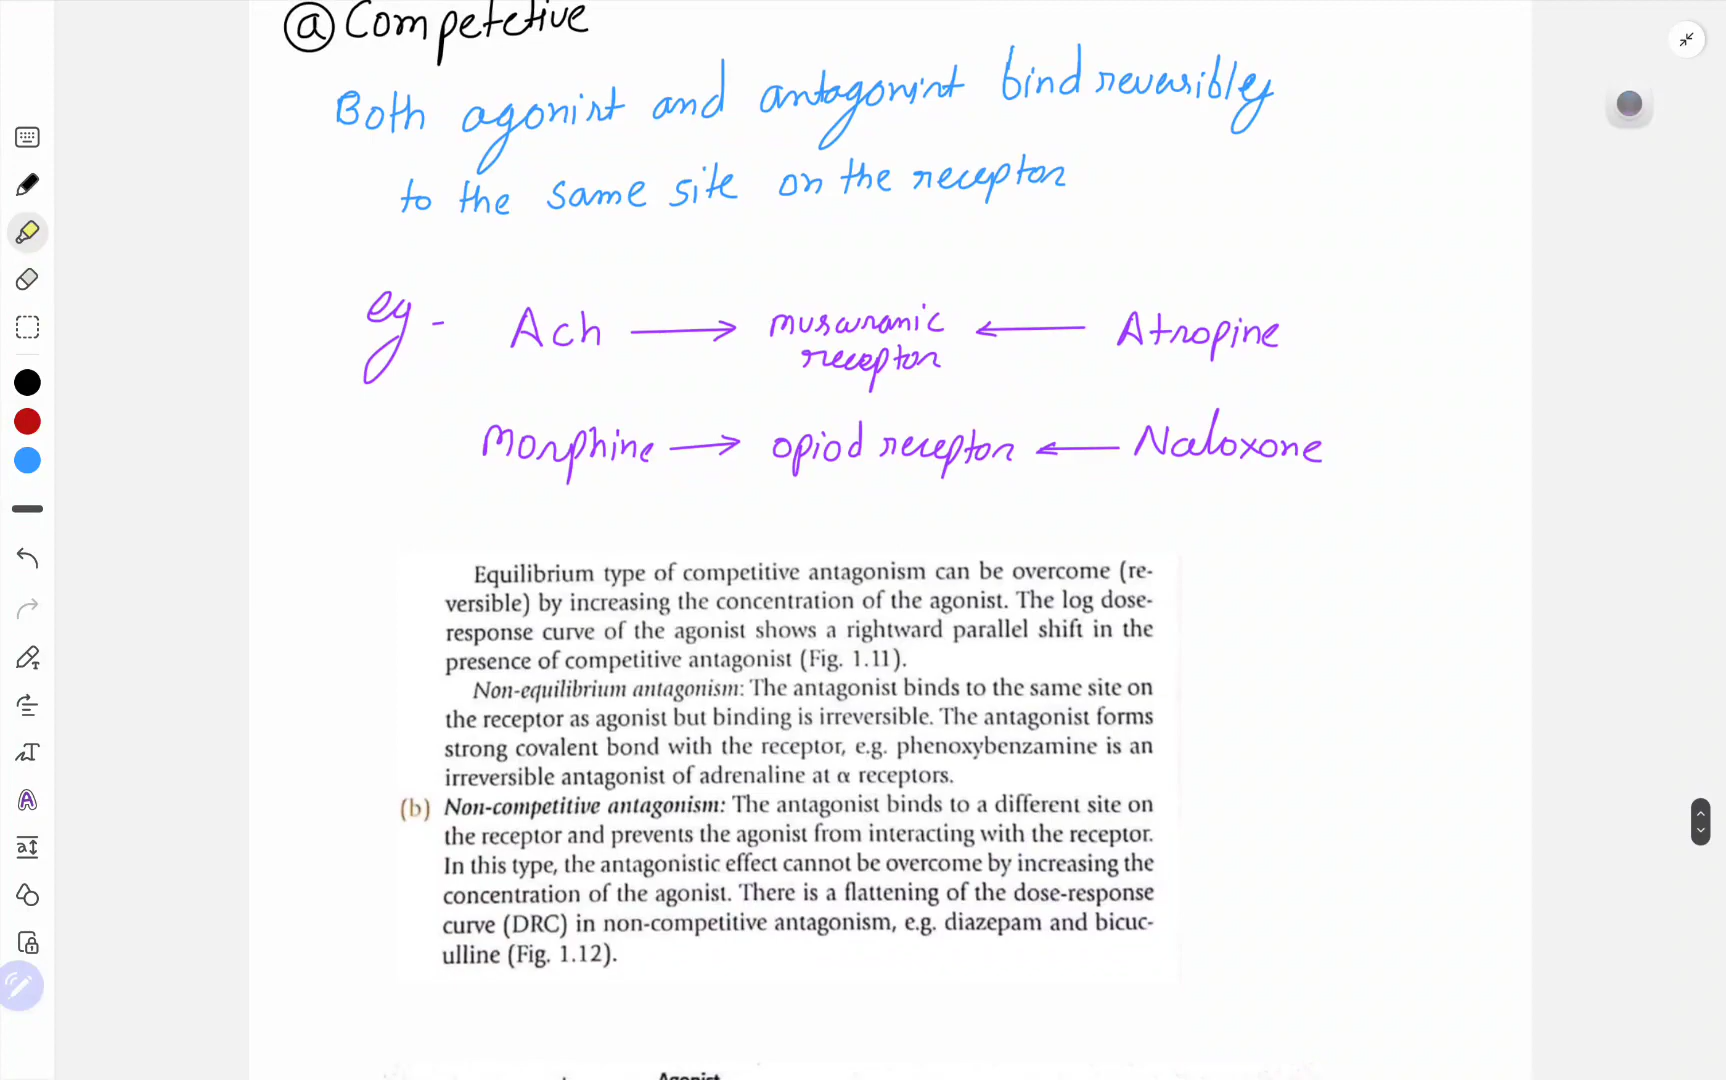 ⓐ Competetive
Both agonist and antagonist bind reversibly
to the same site on the receptor
eg - Ach → muscaranic receptor ← Atropine
Morphine → opiod receptor ← Naloxone
Equilibrium type of competitive antagonism can be overcome (re-
versible) by increasing the concentration of the agonist. The log dose-
response curve of the agonist shows a rightward parallel shift in the
presence of competitive antagonist (Fig. 1.11).
Non-equilibrium antagonism: The antagonist binds to the same site on
the receptor as agonist but binding is irreversible. The antagonist forms
strong covalent bond with the receptor, e.g. phenoxybenzamine is an
irreversible antagonist of adrenaline at α receptors.
(b) Non-competitive antagonism: The antagonist binds to a different site on
the receptor and prevents the agonist from interacting with the receptor.
In this type, the antagonistic effect cannot be overcome by increasing the
concentration of the agonist. There is a flattening of the dose-response
curve (DRC) in non-competitive antagonism, e.g. diazepam and bicuc-
ulline (Fig. 1.12).
Agonist